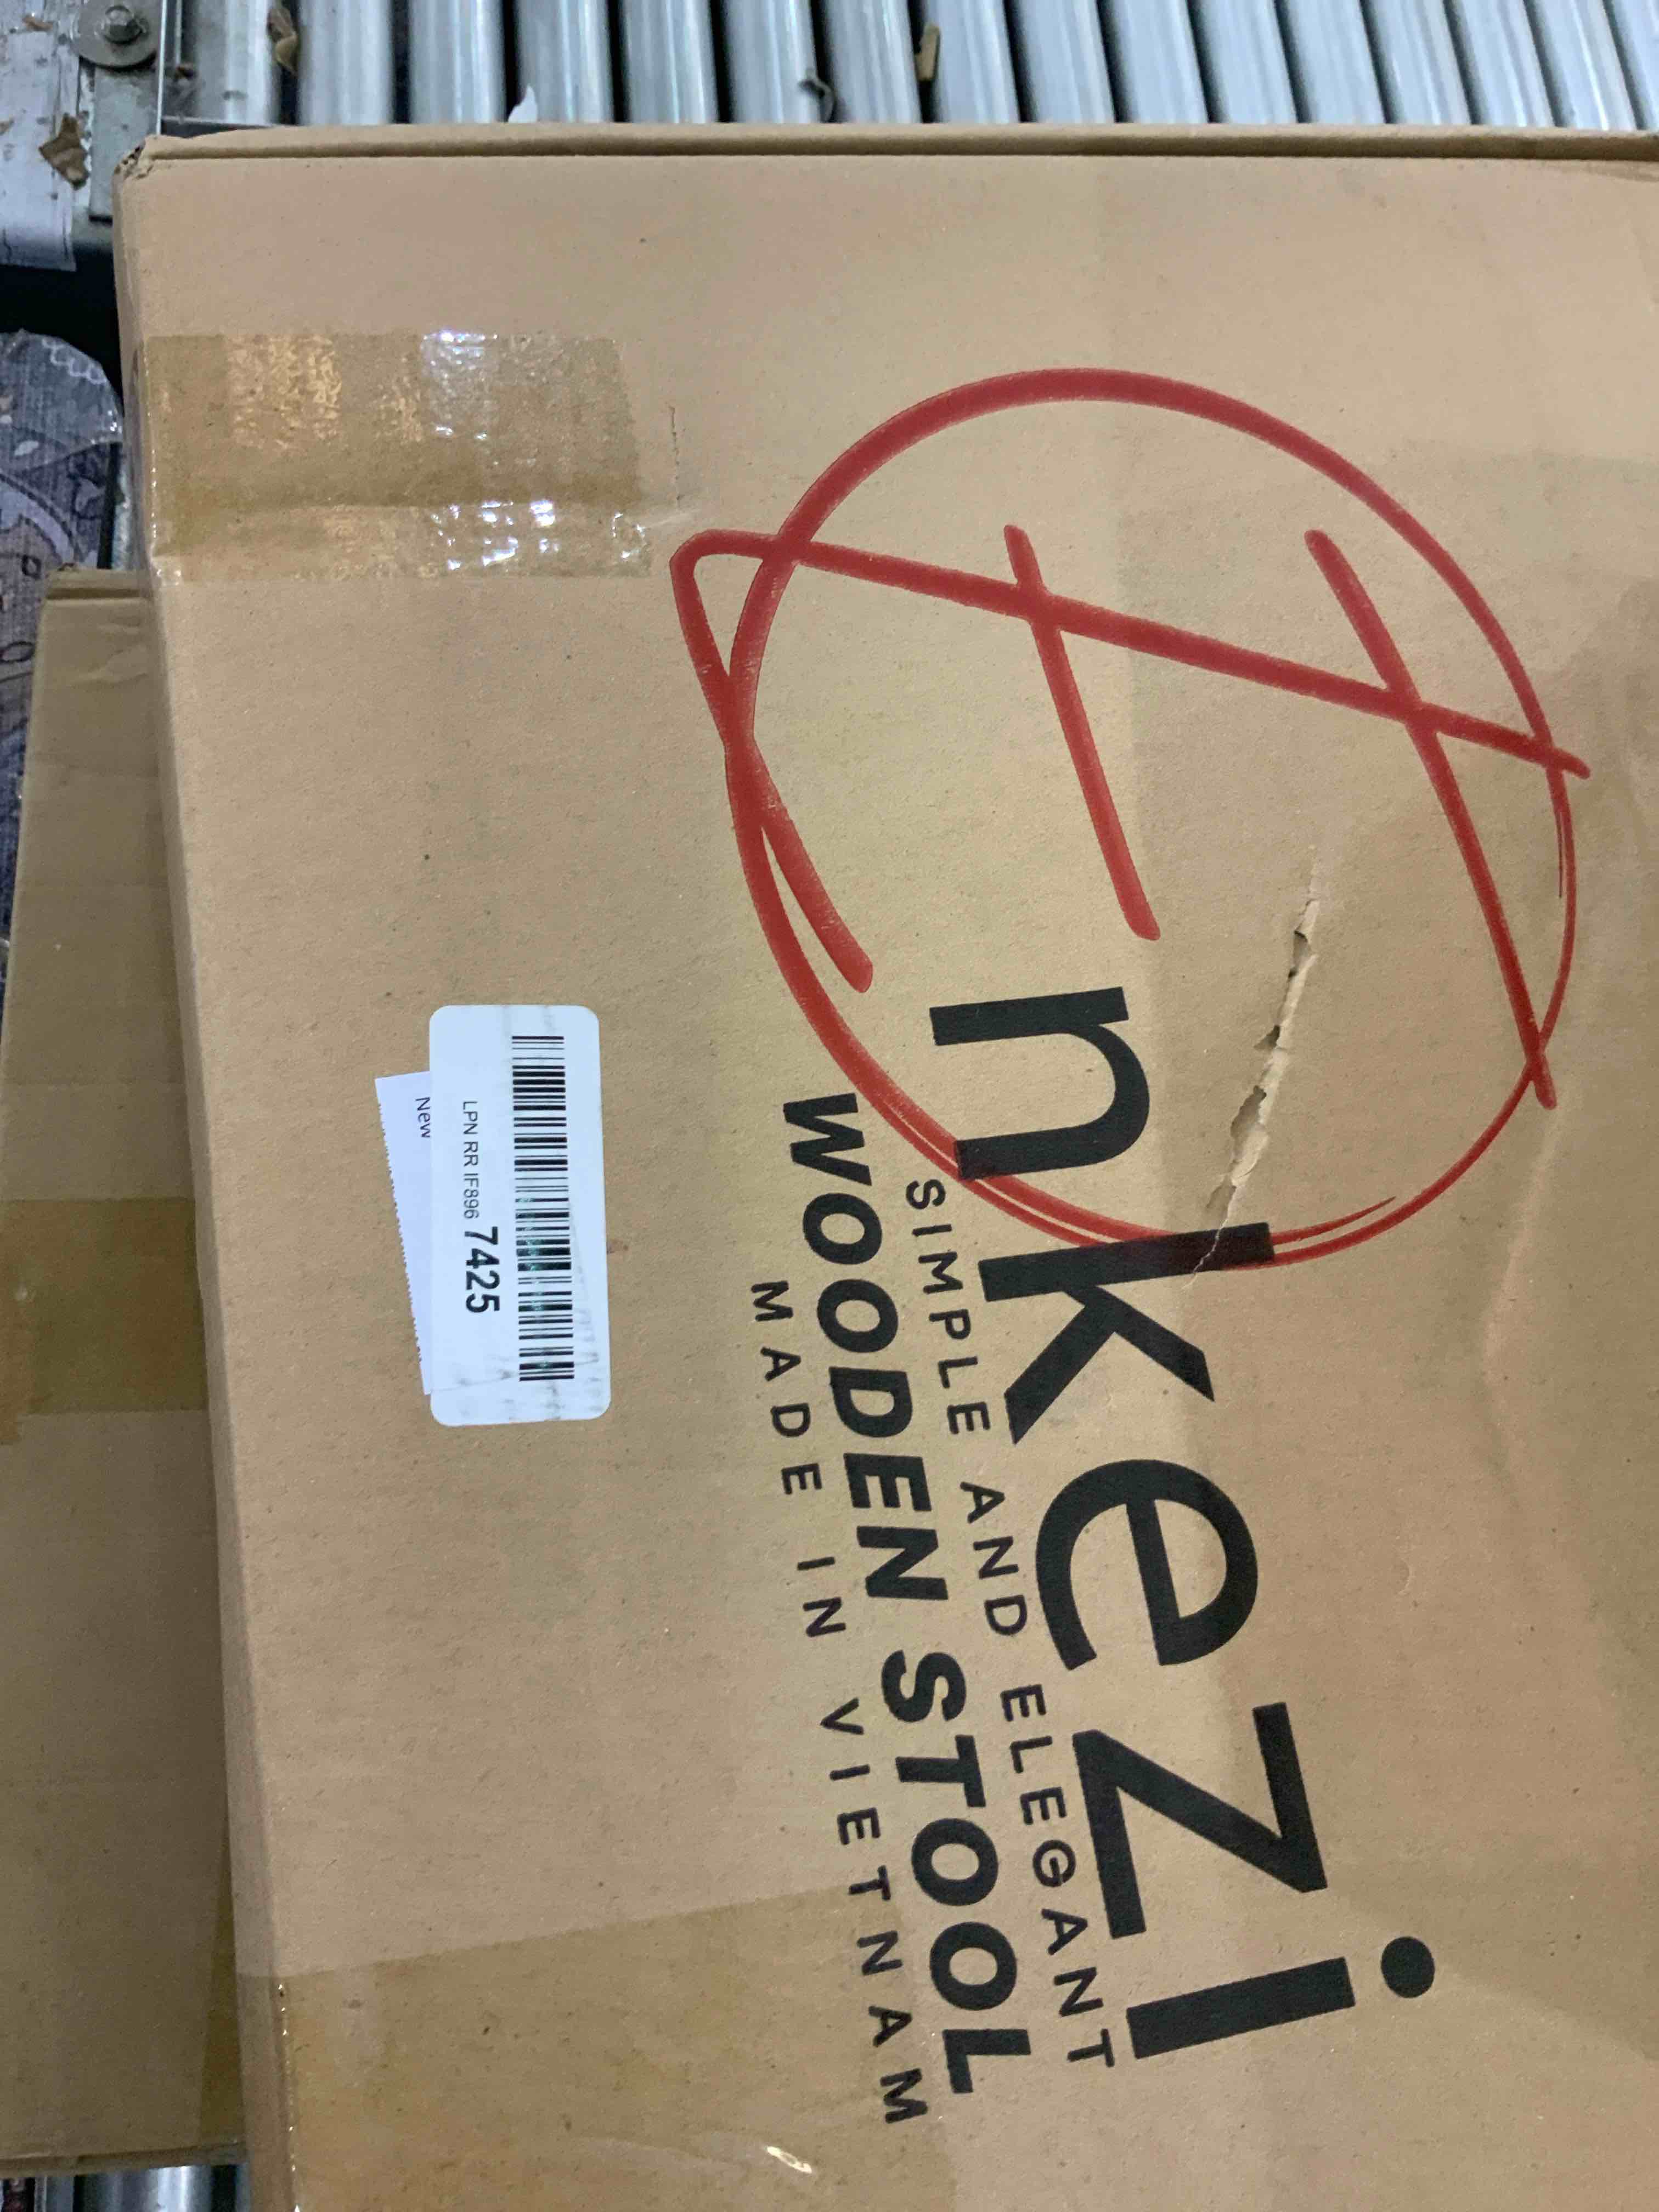 nkezi
SIMPLE AND ELEGANT
WOODEN STOOL
MADE IN VIETNAM
LPN RR IF896 7425
New